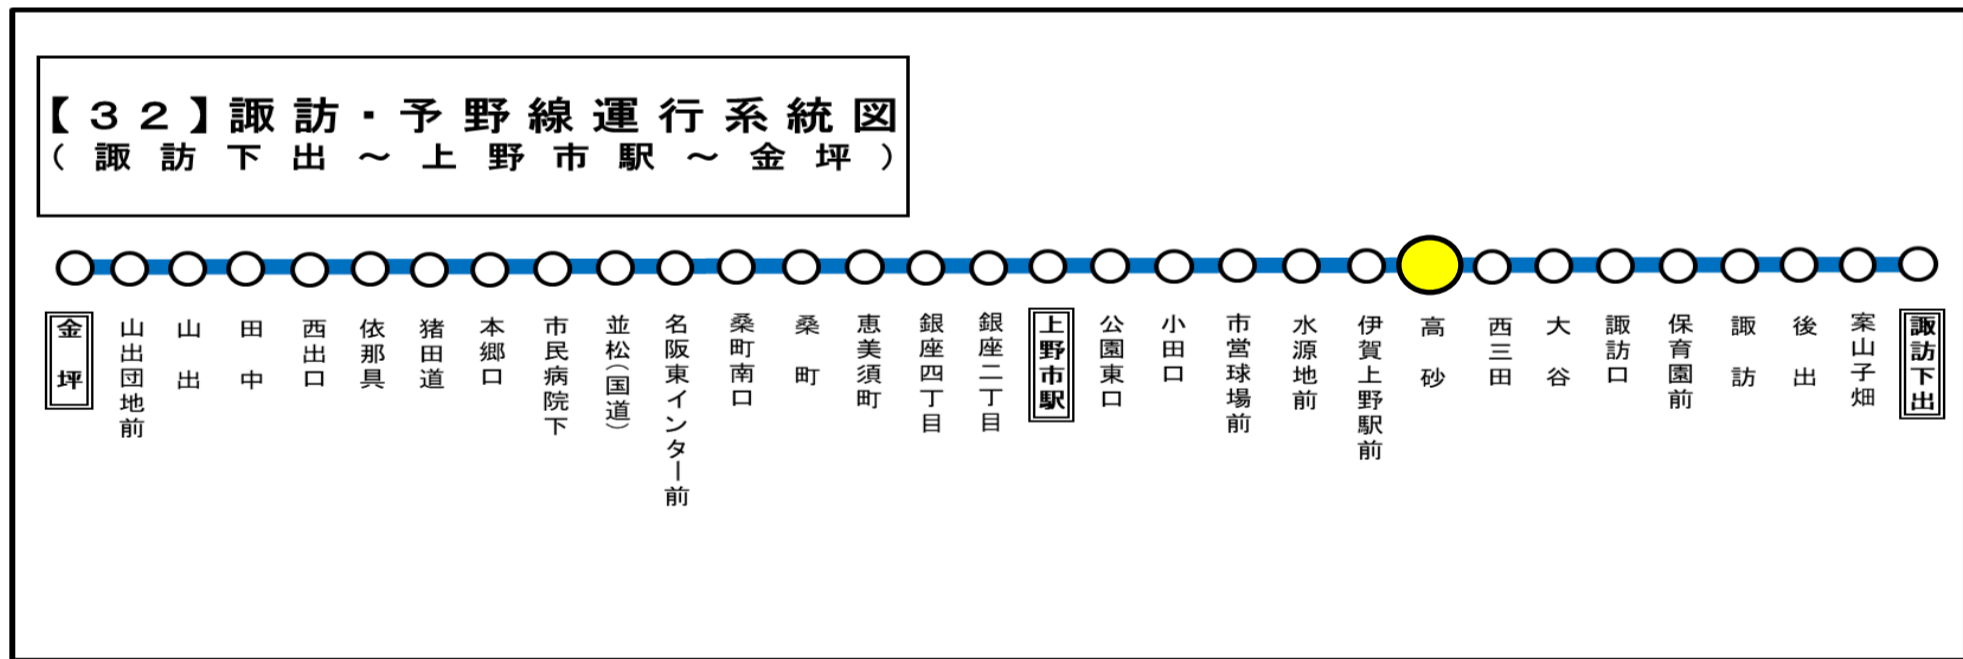 【３２】諏訪・予野線運行系統図
（諏訪下出～上野市駅～金坪）
金坪
山出団地前
山出
田中
西出口
依那具
猪田道
本郷口
市民病院下
並松（国道）
名阪東インター前
桑町南口
桑町
恵美須町
銀座四丁目
銀座二丁目
上野市駅
公園東口
小田口
市営球場前
水源地前
伊賀上野駅前
高砂
西三田
大谷
諏訪口
保育園前
諏訪
後出
案山子畑
諏訪下出